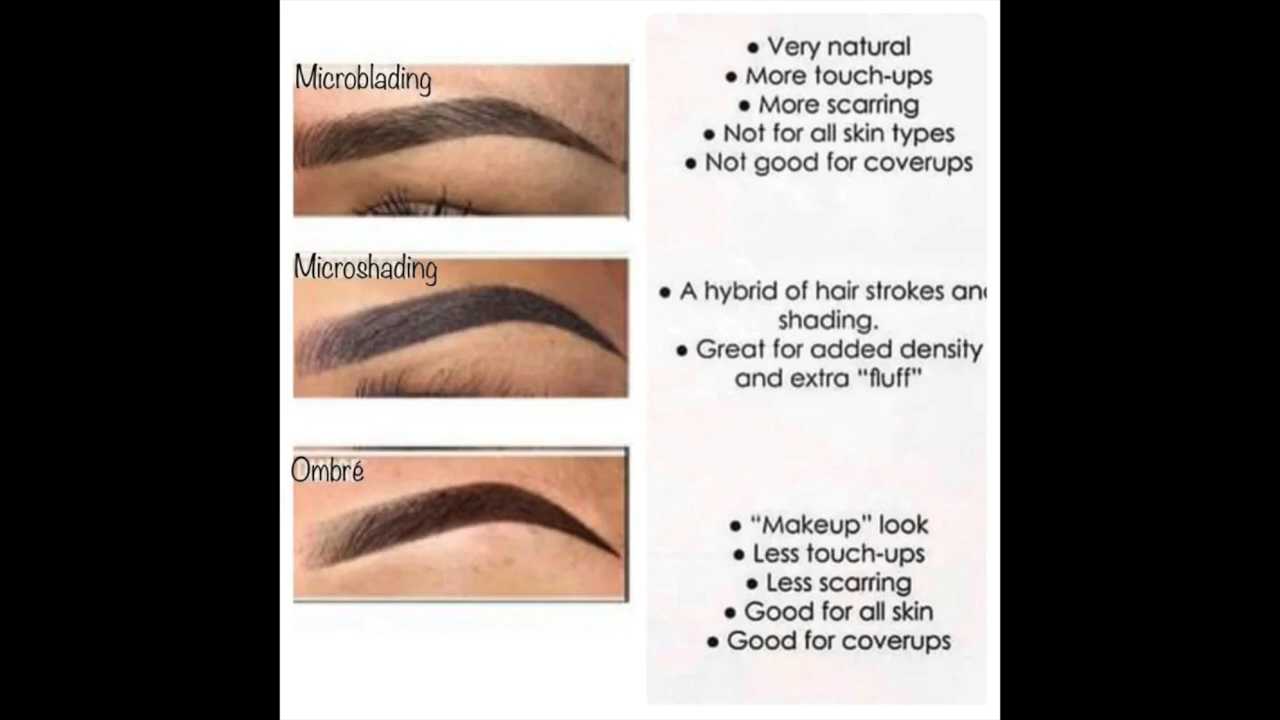 Microblading
● Very natural
● More touch-ups
● More scarring
● Not for all skin types
● Not good for coverups
Microshading
● A hybrid of hair strokes an
shading.
● Great for added density
and extra “fluff”
Ombré
● “Makeup” look
● Less touch-ups
● Less scarring
● Good for all skin
● Good for coverups